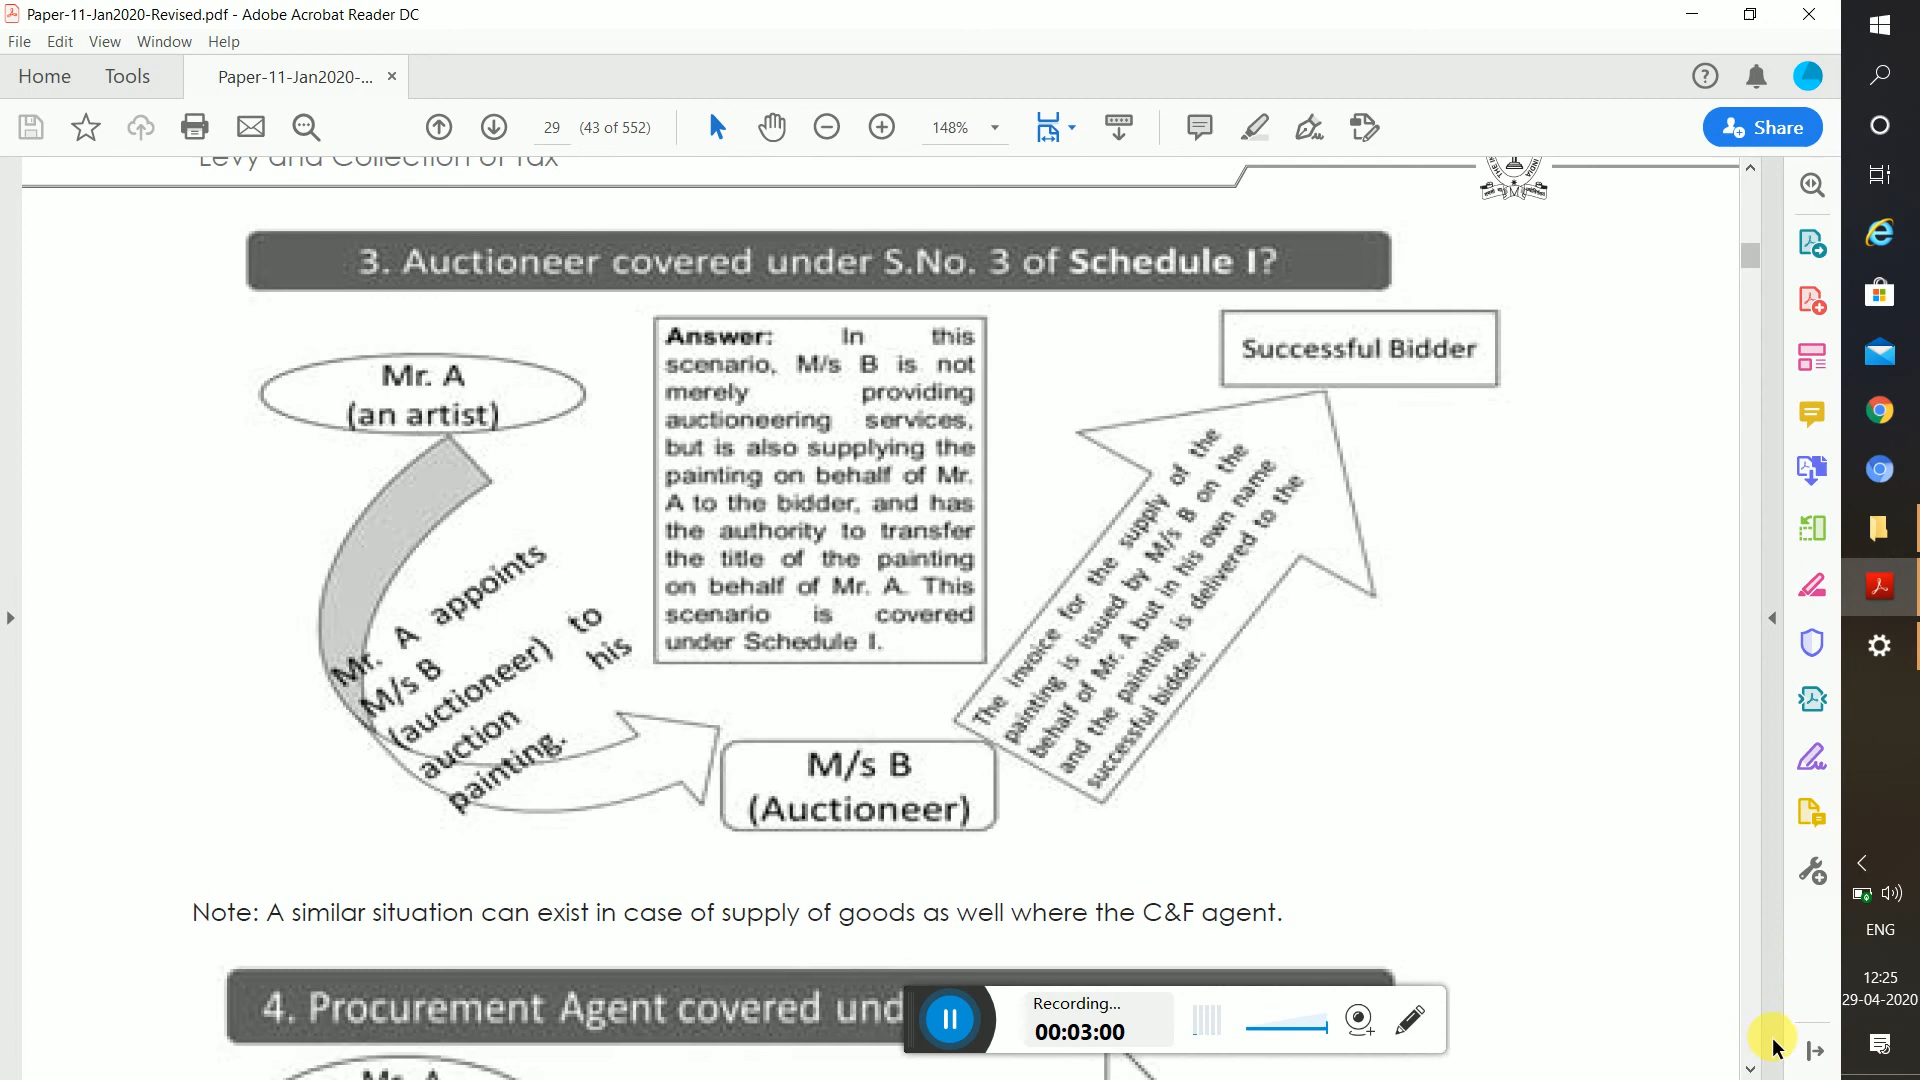 Paper-11-Jan2020-Revised.pdf - Adobe Acrobat Reader DC
File Edit View Window Help
Home Tools Paper-11-Jan2020-... ×
29 (43 of 552) 148% Share
Levy and Collection of Tax
3. Auctioneer covered under S.No. 3 of Schedule I?
Mr. A
(an artist)
Mr. A appoints
M/s B
(auctioneer) to
auction his
painting.
Answer: In this
scenario, M/s B is not
merely providing
auctioneering services,
but is also supplying the
painting on behalf of Mr.
A to the bidder, and has
the authority to transfer
the title of the painting
on behalf of Mr. A. This
scenario is covered
under Schedule I.
M/s B
(Auctioneer)
The invoice for the supply of the
painting is issued by M/s B on the
behalf of Mr. A but in his own name
and the painting is delivered to the
successful bidder.
Successful Bidder
Note: A similar situation can exist in case of supply of goods as well where the C&F agent.
4. Procurement Agent covered und
Mr. A
Recording...
00:03:00
ENG
12:25
29-04-2020